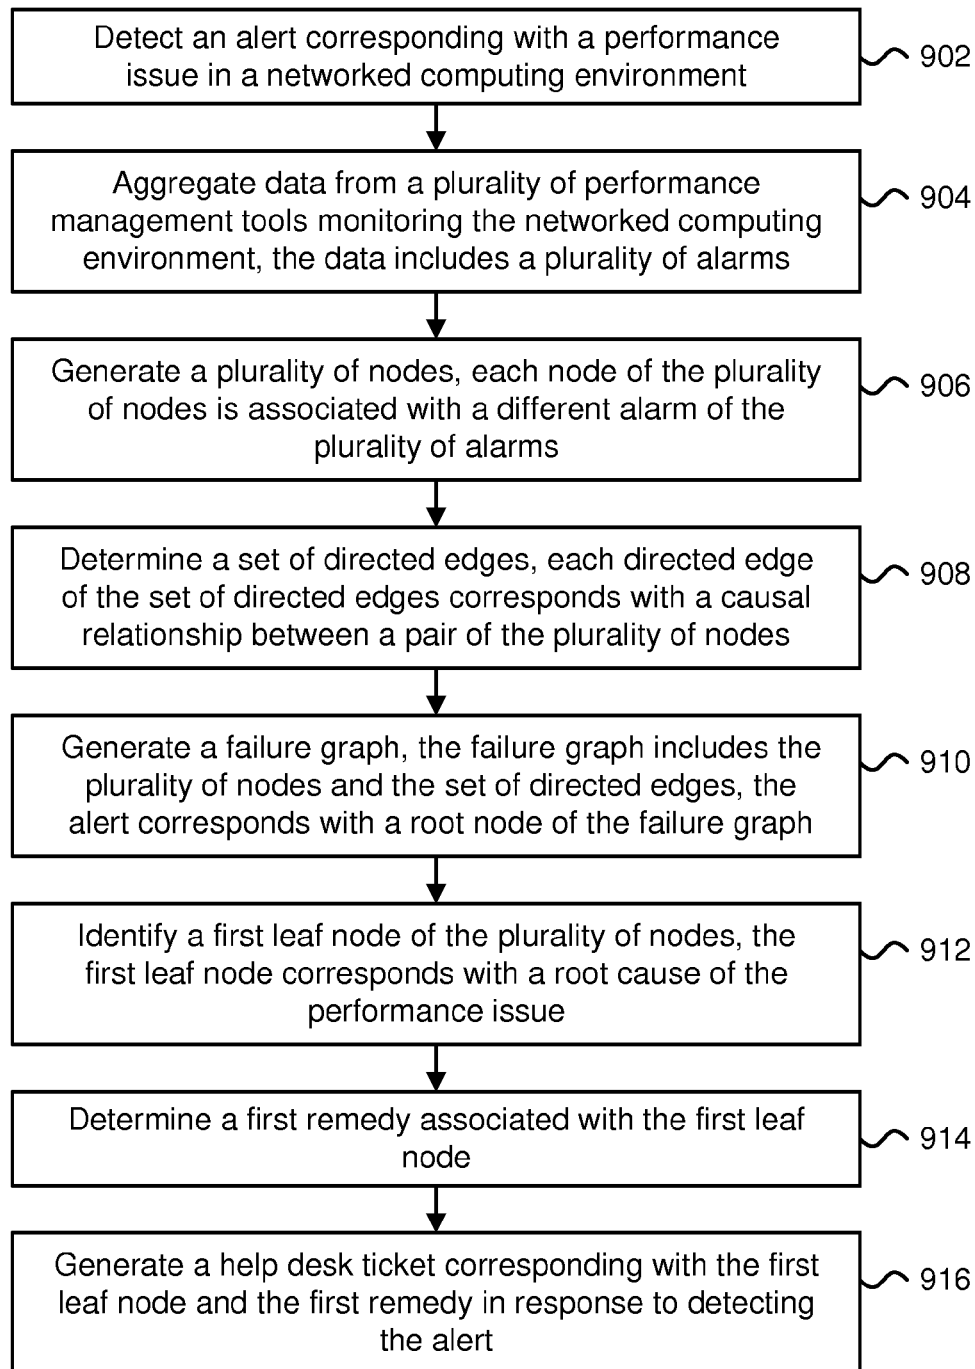 Detect an alert corresponding with a performance
issue in a networked computing environment
902
Aggregate data from a plurality of performance
management tools monitoring the networked computing
environment, the data includes a plurality of alarms
904
Generate a plurality of nodes, each node of the plurality
of nodes is associated with a different alarm of the
plurality of alarms
906
Determine a set of directed edges, each directed edge
of the set of directed edges corresponds with a causal
relationship between a pair of the plurality of nodes
908
Generate a failure graph, the failure graph includes the
plurality of nodes and the set of directed edges, the
alert corresponds with a root node of the failure graph
910
Identify a first leaf node of the plurality of nodes, the
first leaf node corresponds with a root cause of the
performance issue
912
Determine a first remedy associated with the first leaf
node
914
Generate a help desk ticket corresponding with the first
leaf node and the first remedy in response to detecting
the alert
916